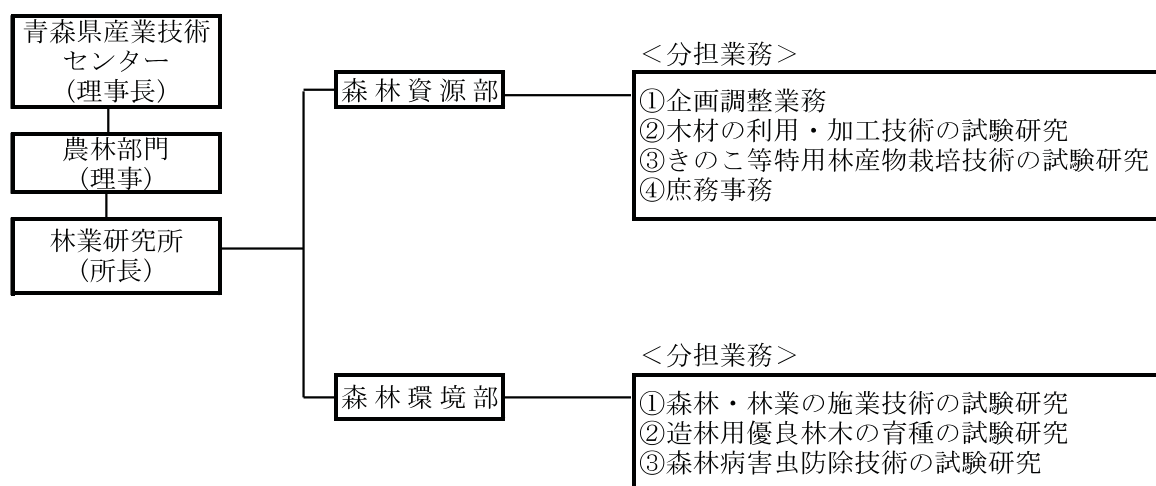 青森県産業技術
センター
(理事長)
農林部門
(理事)
林業研究所
(所長)
森林資源部
＜分担業務＞
①企画調整業務
②木材の利用・加工技術の試験研究
③きのこ等特用林産物栽培技術の試験研究
④庶務事務
森林環境部
＜分担業務＞
①森林・林業の施業技術の試験研究
②造林用優良林木の育種の試験研究
③森林病害虫防除技術の試験研究